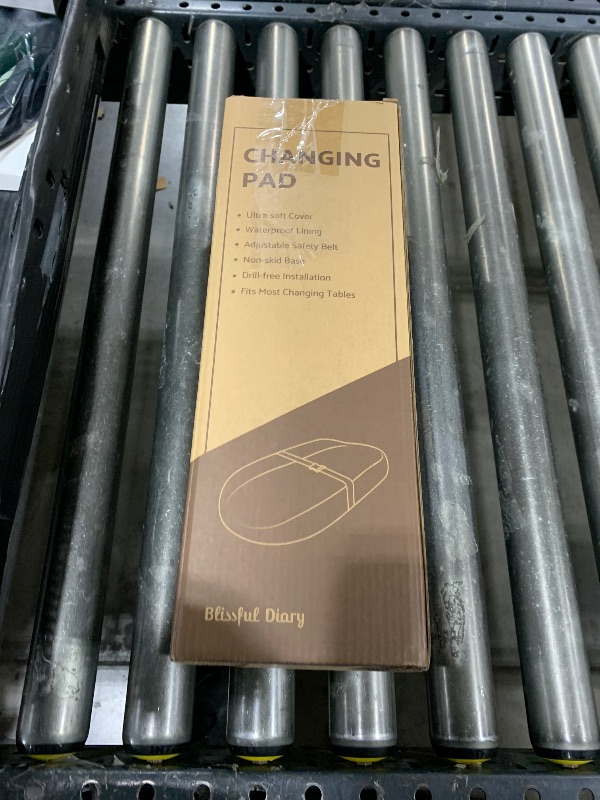 CHANGING
PAD
• Ultra-soft Cover
• Waterproof Lining
• Adjustable Safety Belt
• Non-skid Base
• Drill-free Installation
• Fits Most Changing Tables
Blissful Diary